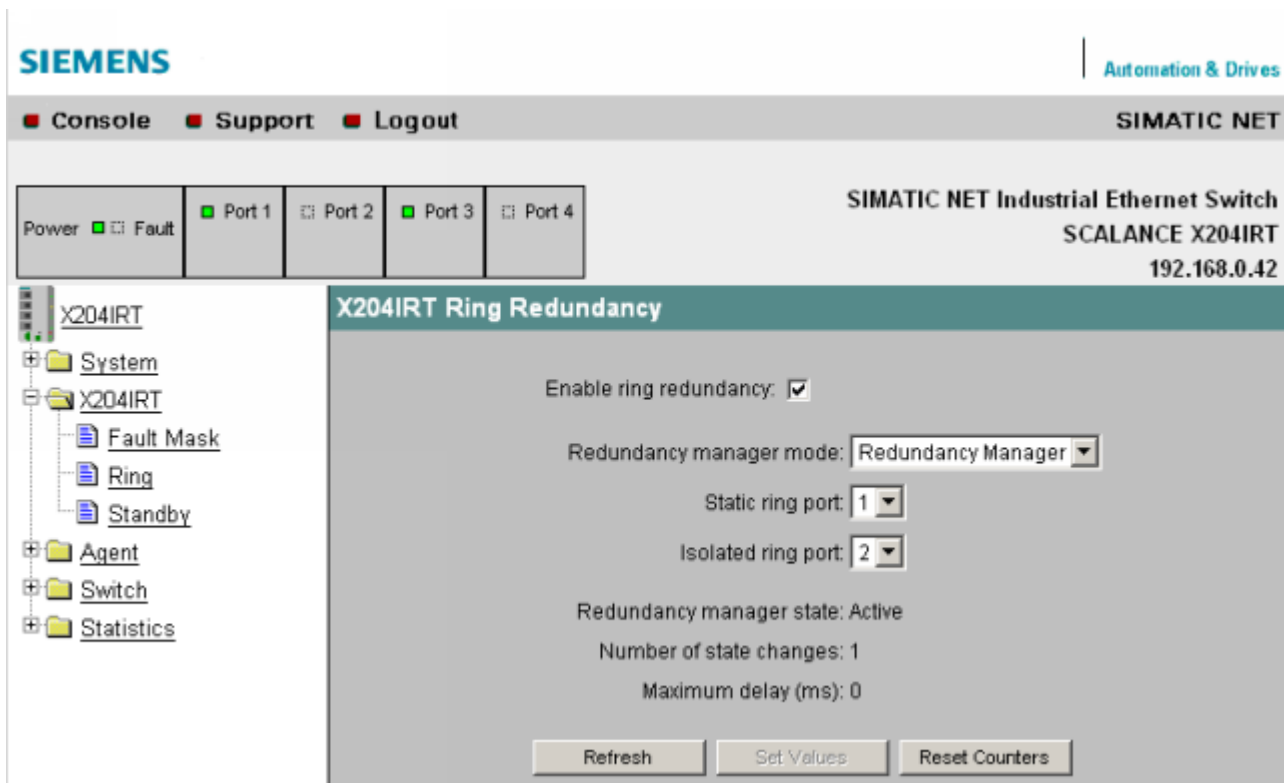 SIEMENS
Automation & Drives
Console Support Logout SIMATIC NET
Power Fault Port 1 Port 2 Port 3 Port 4
SIMATIC NET Industrial Ethernet Switch
SCALANCE X204IRT
192.168.0.42
X204IRT
System
X204IRT
Fault Mask
Ring
Standby
Agent
Switch
Statistics
X204IRT Ring Redundancy
Enable ring redundancy:
Redundancy manager mode: Redundancy Manager
Static ring port: 1
Isolated ring port: 2
Redundancy manager state: Active
Number of state changes: 1
Maximum delay (ms): 0
Refresh Set Values Reset Counters